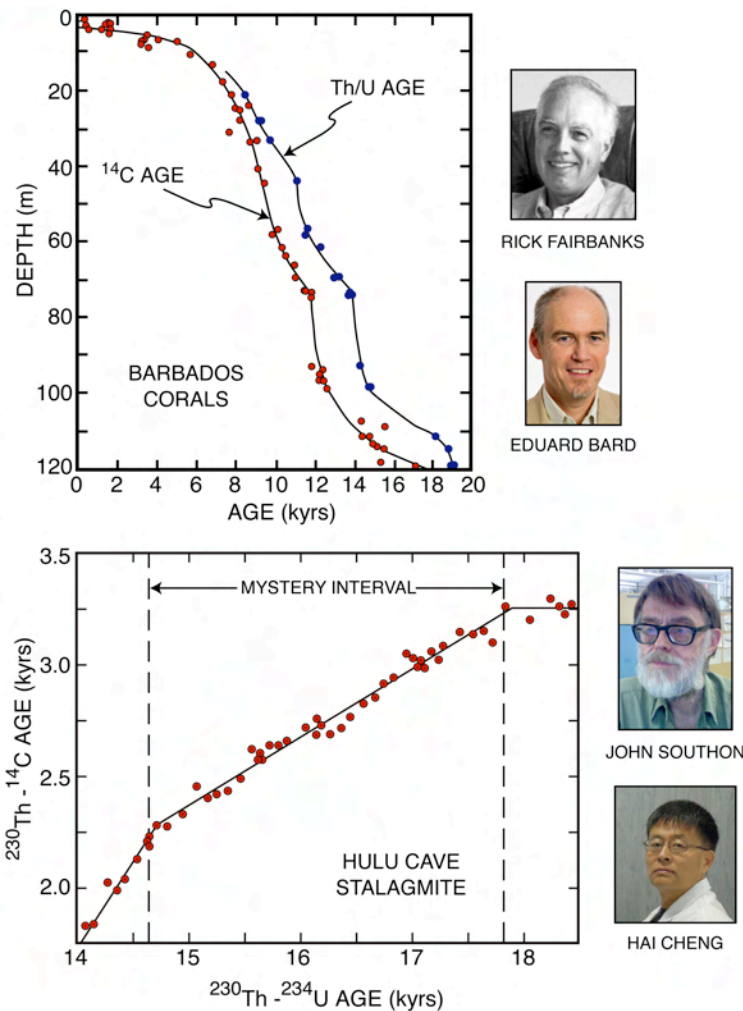 0
20
40
60
80
100
120
DEPTH (m)
Th/U AGE
¹⁴C AGE
BARBADOS
CORALS
0 2 4 6 8 10 12 14 16 18 20
AGE (kyrs)
RICK FAIRBANKS
EDUARD BARD
3.5
3.0
2.5
2.0
²³⁰Th - ¹⁴C AGE (kyrs)
MYSTERY INTERVAL
HULU CAVE
STALAGMITE
14 15 16 17 18
²³⁰Th - ²³⁴U AGE (kyrs)
JOHN SOUTHON
HAI CHENG